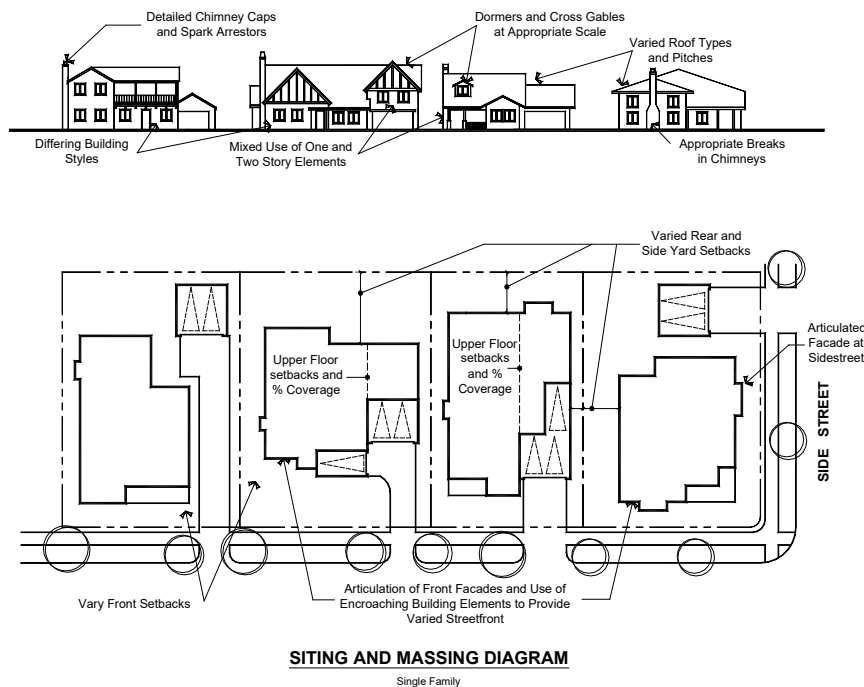 Detailed Chimney Caps
and Spark Arrestors
Dormers and Cross Gables
at Appropriate Scale
Varied Roof Types
and Pitches
Differing Building
Styles
Mixed Use of One and
Two Story Elements
Appropriate Breaks
in Chimneys
Varied Rear and
Side Yard Setbacks
Articulated
Facade at
Sidestreet
Upper Floor
setbacks and
% Coverage
Upper Floor
setbacks
and %
Coverage
SIDE STREET
Vary Front Setbacks
Articulation of Front Facades and Use of
Encroaching Building Elements to Provide
Varied Streetfront
SITING AND MASSING DIAGRAM
Single Family